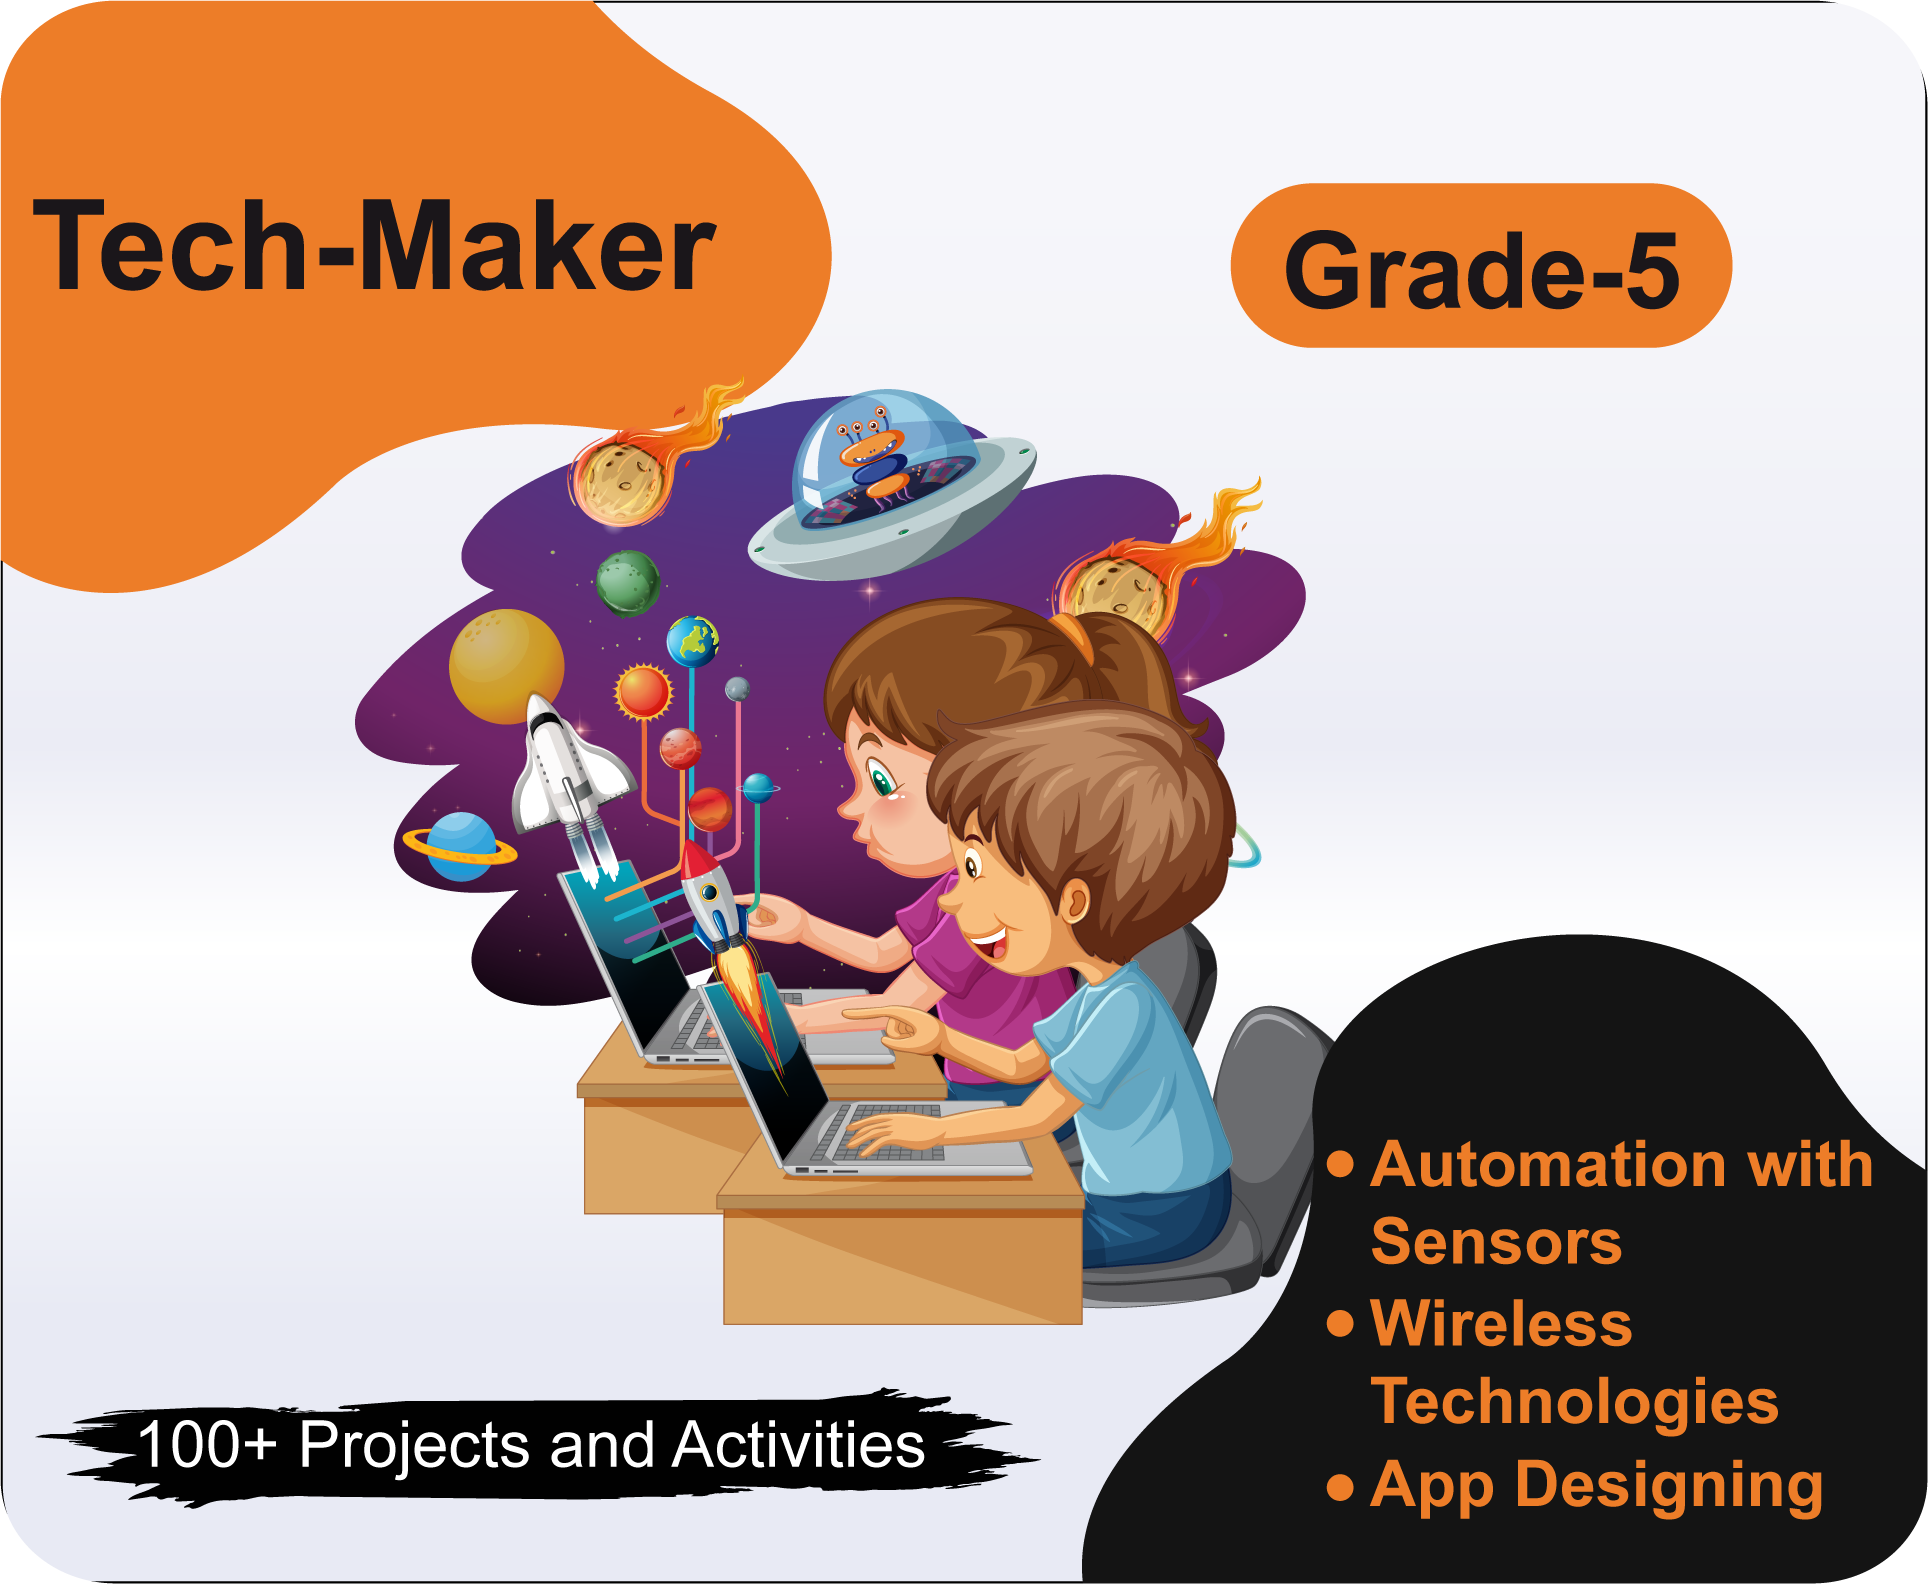 Tech-Maker
Grade-5
• Automation with
Sensors
• Wireless
Technologies
• App Designing
100+ Projects and Activities